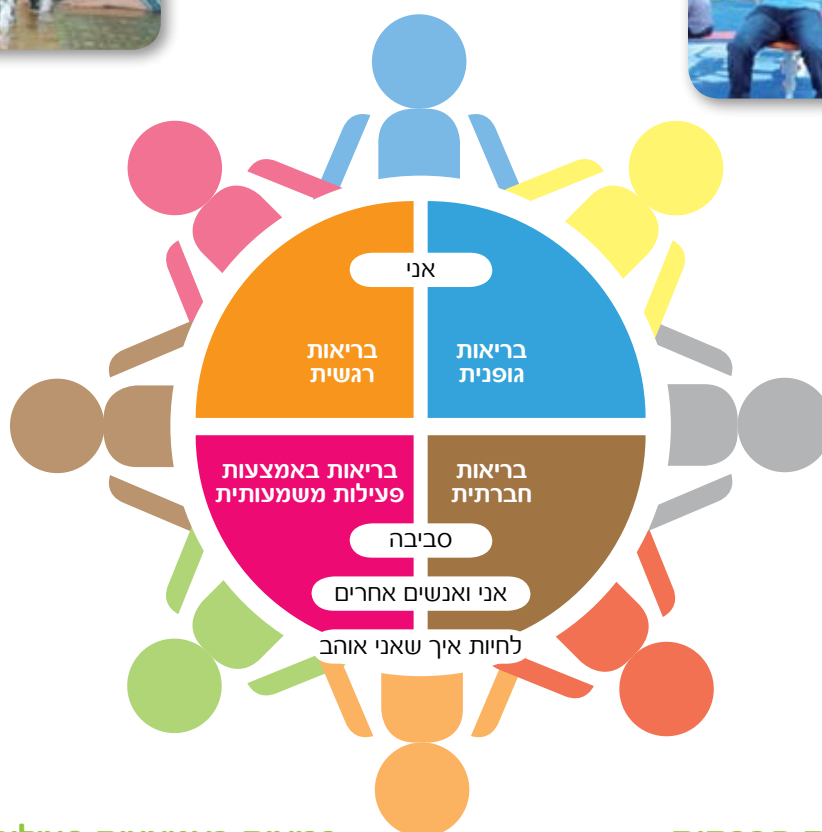 אני
בריאות
גופנית
בריאות
רגשית
בריאות
חברתית
בריאות באמצעות
פעילות משמעותית
סביבה
אני ואנשים אחרים
לחיות איך שאני אוהב